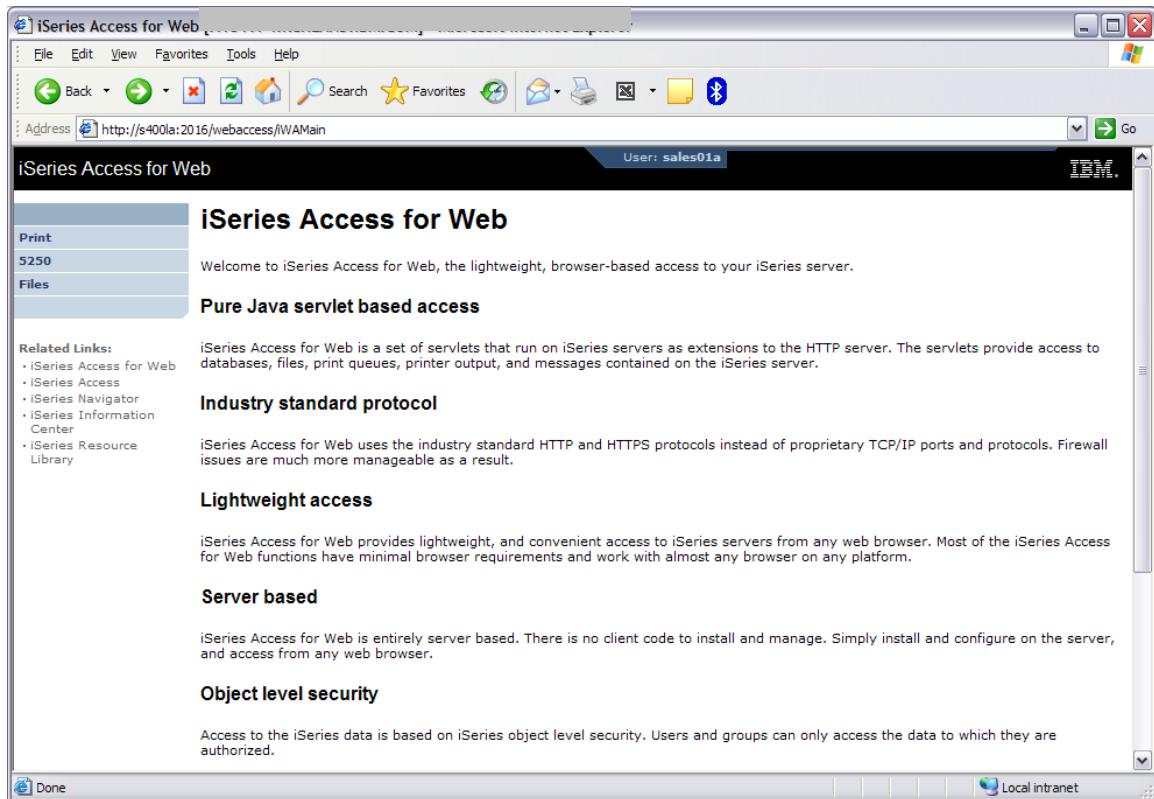 iSeries Access for Web
File Edit View Favorites Tools Help
Back Search Favorites
Address http://s400la:2016/webaccess/iWAMain Go
iSeries Access for Web User: sales01a IBM.
Print
5250
Files
Related Links:
· iSeries Access for Web
· iSeries Access
· iSeries Navigator
· iSeries Information
Center
· iSeries Resource
Library
iSeries Access for Web
Welcome to iSeries Access for Web, the lightweight, browser-based access to your iSeries server.
Pure Java servlet based access
iSeries Access for Web is a set of servlets that run on iSeries servers as extensions to the HTTP server. The servlets provide access to
databases, files, print queues, printer output, and messages contained on the iSeries server.
Industry standard protocol
iSeries Access for Web uses the industry standard HTTP and HTTPS protocols instead of proprietary TCP/IP ports and protocols. Firewall
issues are much more manageable as a result.
Lightweight access
iSeries Access for Web provides lightweight, and convenient access to iSeries servers from any web browser. Most of the iSeries Access
for Web functions have minimal browser requirements and work with almost any browser on any platform.
Server based
iSeries Access for Web is entirely server based. There is no client code to install and manage. Simply install and configure on the server,
and access from any web browser.
Object level security
Access to the iSeries data is based on iSeries object level security. Users and groups can only access the data to which they are
authorized.
Done Local intranet